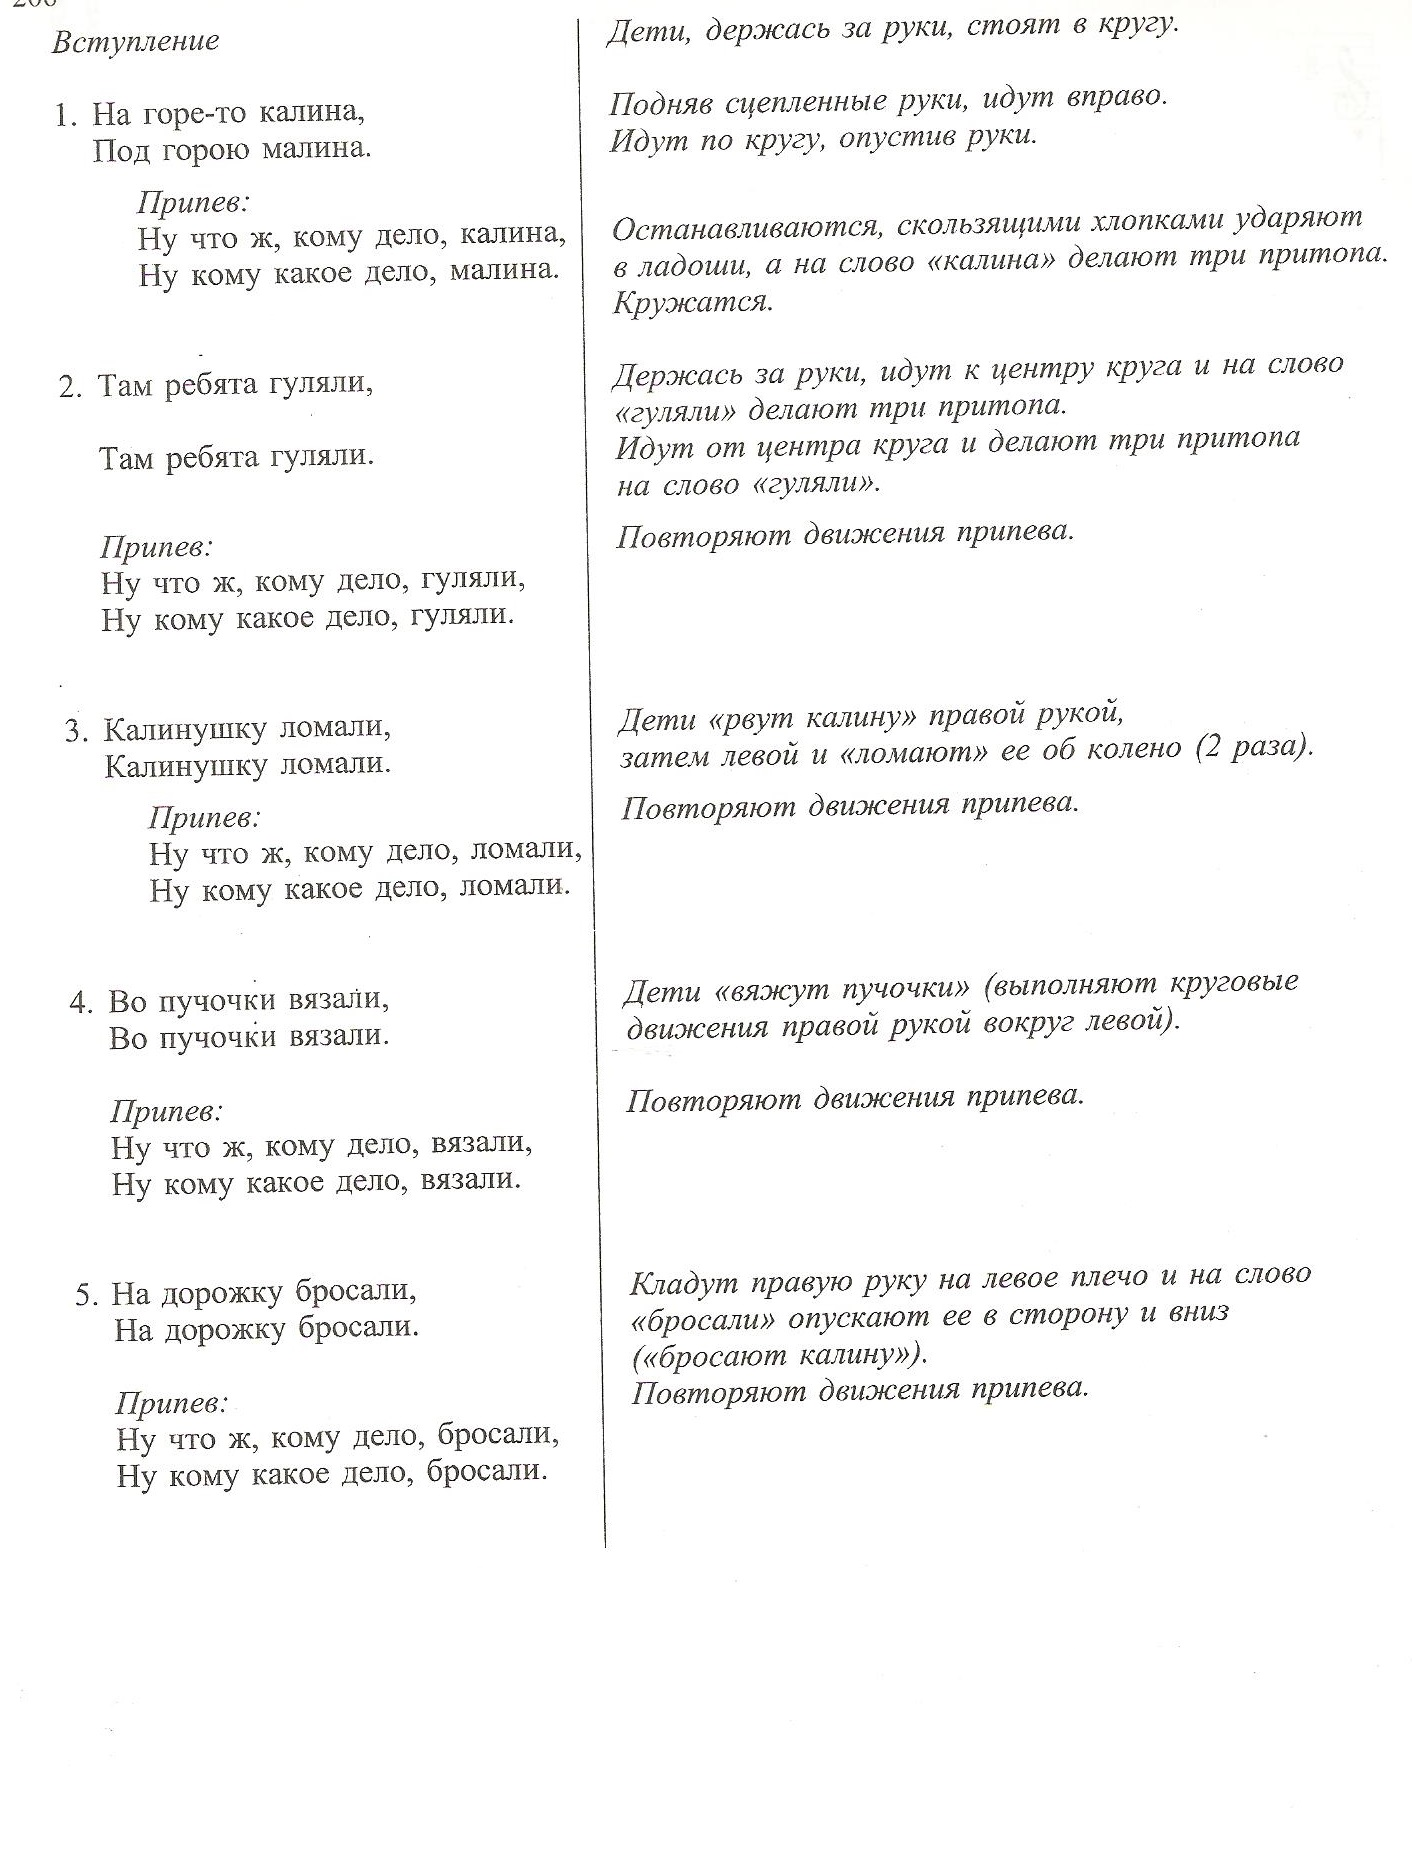 Вступление
Дети, держась за руки, стоят в кругу.
1. На горе-то калина,
Под горою малина.
Подняв сцепленные руки, идут вправо.
Идут по кругу, опустив руки.
Припев:
Ну что ж, кому дело, калина,
Ну кому какое дело, малина.
Останавливаются, скользящими хлопками ударяют
в ладоши, а на слово «калина» делают три притопа.
Кружатся.
2. Там ребята гуляли,
Держась за руки, идут к центру круга и на слово
«гуляли» делают три притопа.
Там ребята гуляли.
Идут от центра круга и делают три притопа
на слово «гуляли».
Припев:
Ну что ж, кому дело, гуляли,
Ну кому какое дело, гуляли.
Повторяют движения припева.
3. Калинушку ломали,
Калинушку ломали.
Дети «рвут калину» правой рукой,
затем левой и «ломают» ее об колено (2 раза).
Припев:
Ну что ж, кому дело, ломали,
Ну кому какое дело, ломали.
Повторяют движения припева.
4. Во пучочки вязали,
Во пучочки вязали.
Дети «вяжут пучочки» (выполняют круговые
движения правой рукой вокруг левой).
Припев:
Ну что ж, кому дело, вязали,
Ну кому какое дело, вязали.
Повторяют движения припева.
5. На дорожку бросали,
На дорожку бросали.
Кладут правую руку на левое плечо и на слово
«бросали» опускают ее в сторону и вниз
(«бросают калину»).
Припев:
Ну что ж, кому дело, бросали,
Ну кому какое дело, бросали.
Повторяют движения припева.